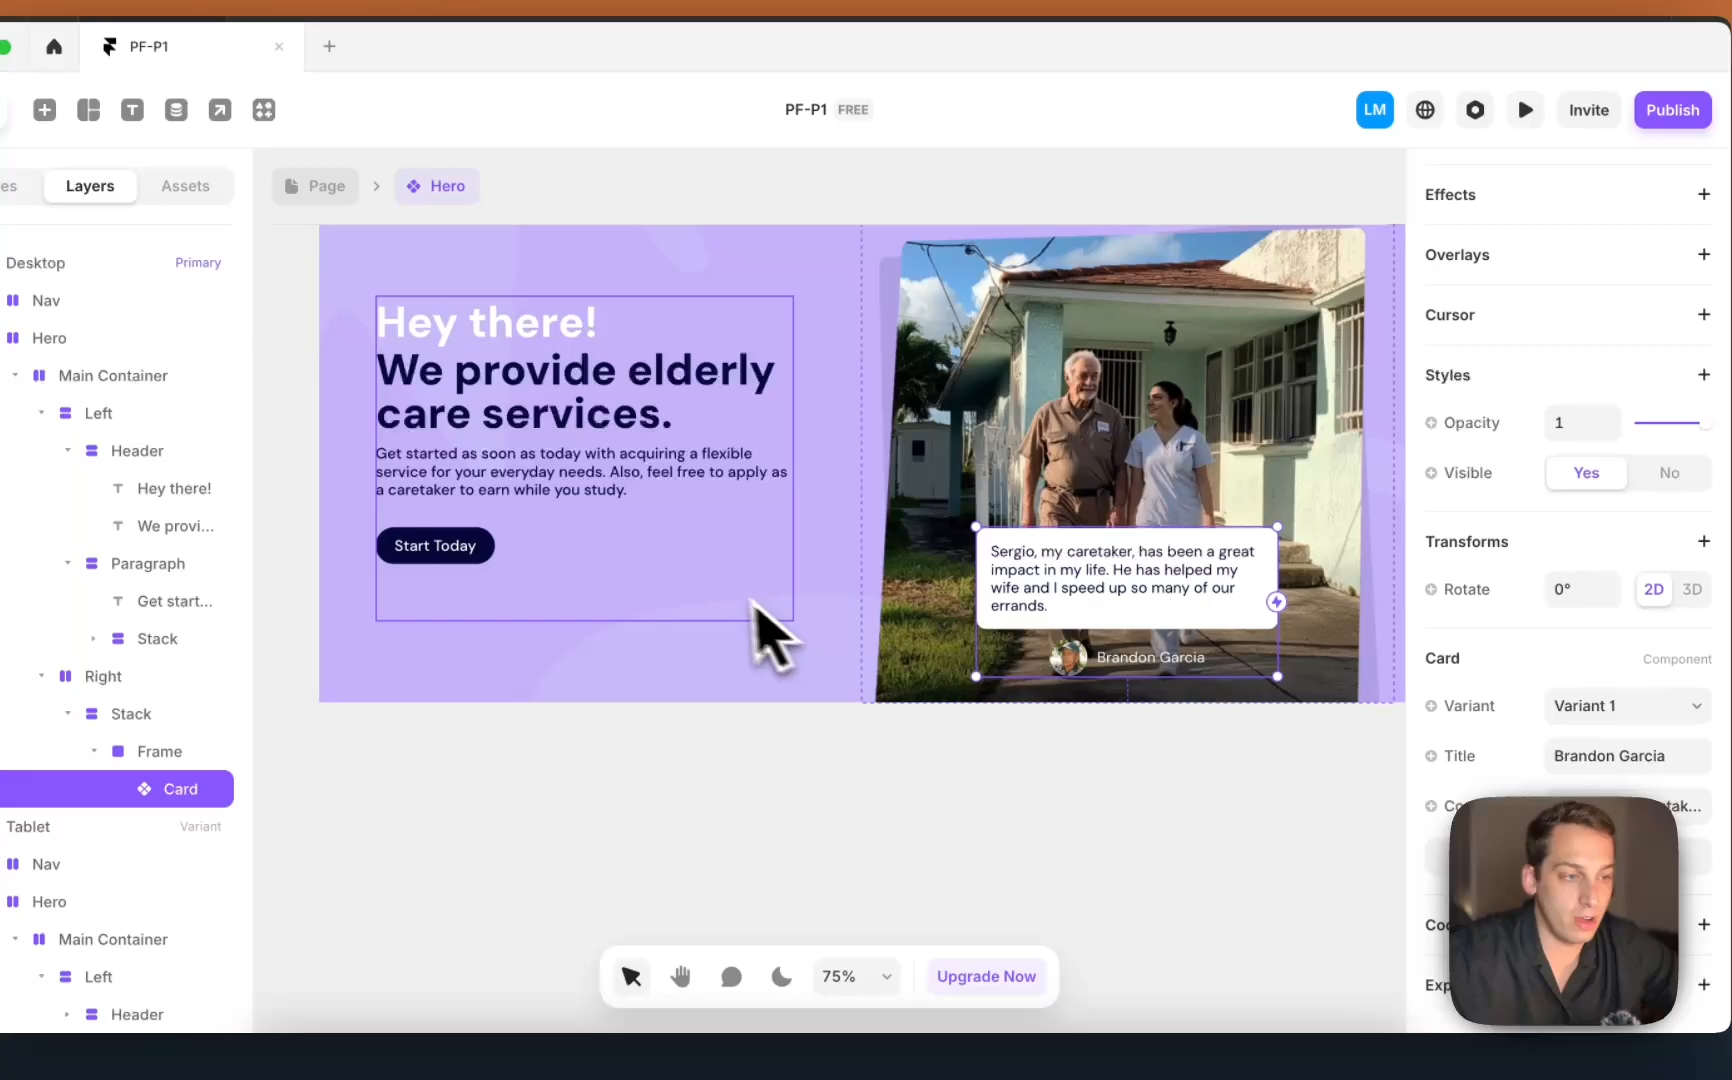 PF-P1
PF-P1 FREE
LM
Invite
Publish
es
Layers
Assets
Page
Hero
Desktop
Primary
Nav
Hero
Main Container
Left
Header
Hey there!
We provi...
Paragraph
Get start...
Stack
Right
Stack
Frame
Card
Tablet
Variant
Nav
Hero
Main Container
Left
Header
Hey there!
We provide elderly
care services.
Get started as soon as today with acquiring a flexible
service for your everyday needs. Also, feel free to apply as
a caretaker to earn while you study.
Start Today
Sergio, my caretaker, has been a great
impact in my life. He has helped my
wife and I speed up so many of our
errands.
Brandon Garcia
75%
Upgrade Now
Effects
Overlays
Cursor
Styles
Opacity
1
Visible
Yes
No
Transforms
Rotate
0°
2D
3D
Card
Component
Variant
Variant 1
Title
Brandon Garcia
Co
tak...
Coo
Exp